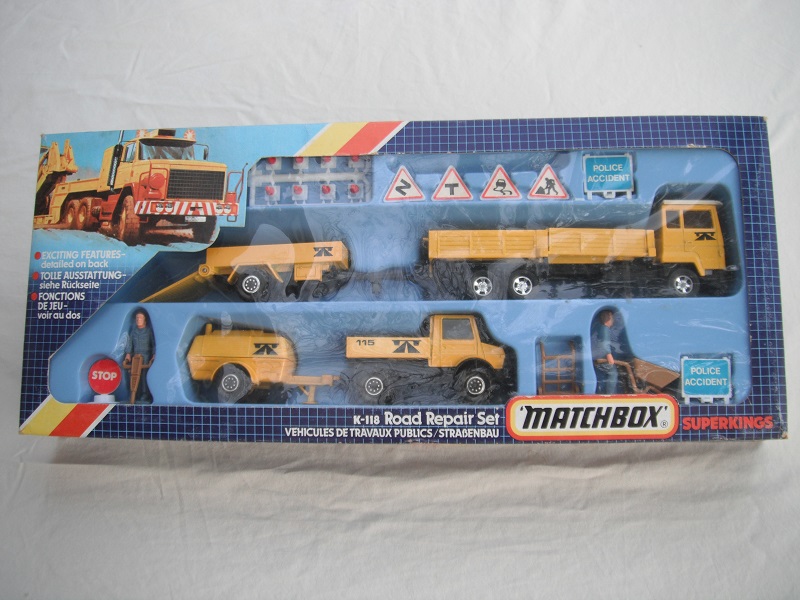 POLICE
ACCIDENT
•EXCITING FEATURES-
detailed on back
•TOLLE AUSSTATTUNG-
siehe Rückseite
•FONCTIONS
DE JEU-
voir au dos
115
STOP
POLICE
ACCIDENT
K-118 Road Repair Set
VEHICULES DE TRAVAUX PUBLICS/STRAßENBAU
'MATCHBOX'®
SUPERKINGS